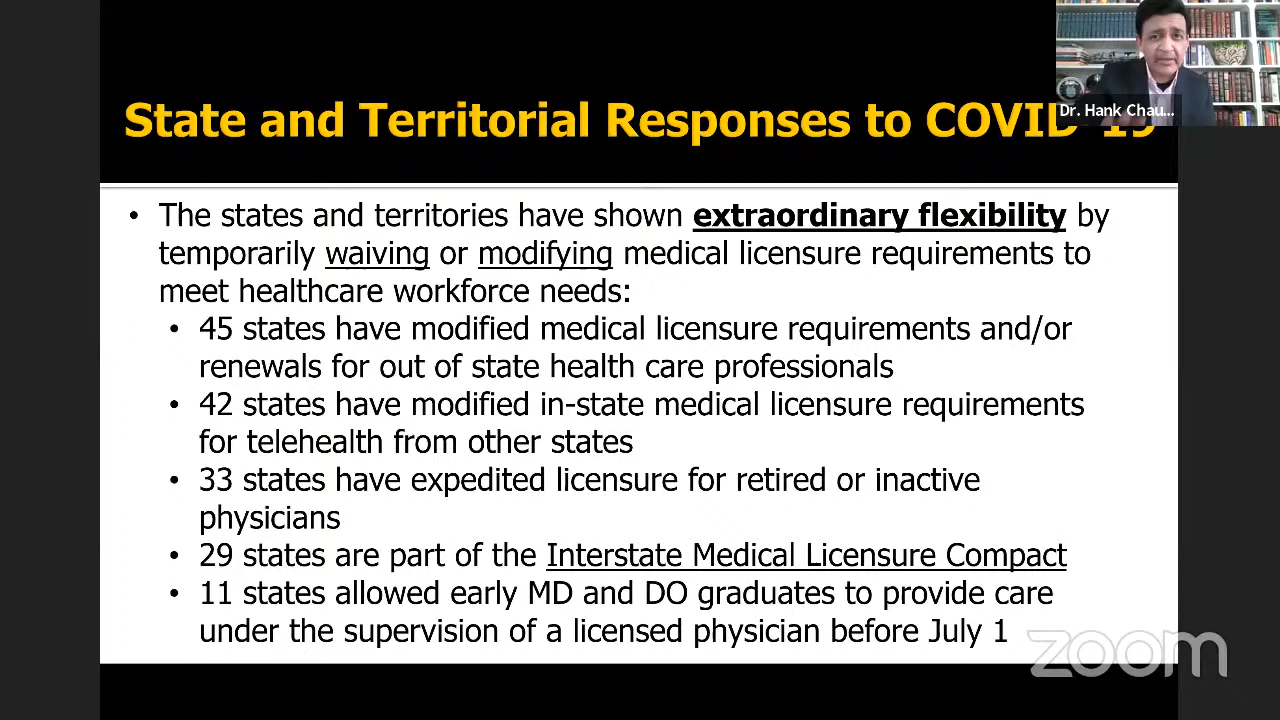 State and Territorial Responses to COVID-19
Dr. Hank Chau...
• The states and territories have shown extraordinary flexibility by
temporarily waiving or modifying medical licensure requirements to
meet healthcare workforce needs:
• 45 states have modified medical licensure requirements and/or
renewals for out of state health care professionals
• 42 states have modified in-state medical licensure requirements
for telehealth from other states
• 33 states have expedited licensure for retired or inactive
physicians
• 29 states are part of the Interstate Medical Licensure Compact
• 11 states allowed early MD and DO graduates to provide care
under the supervision of a licensed physician before July 1
zoom